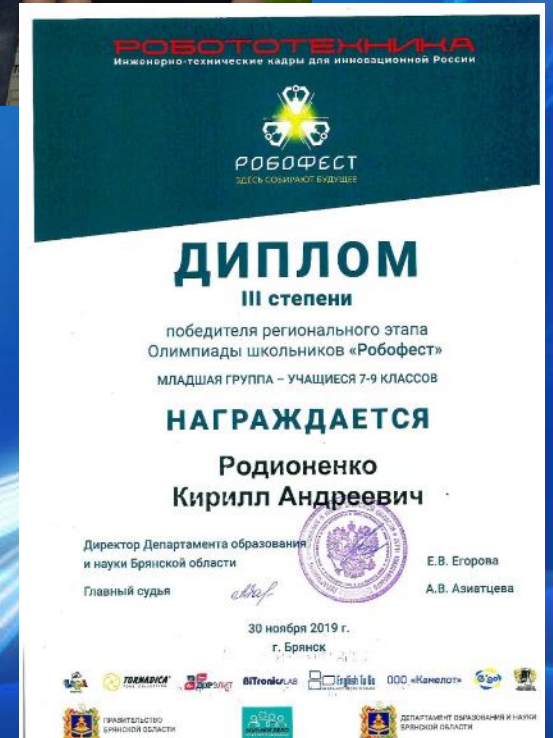 РОБОТОТЕХНИКА
Инженерно-технические кадры для инновационной России
РОБОФЕСТ
ЗДЕСЬ СОБИРАЮТ БУДУЩЕЕ
ДИПЛОМ
III степени
победителя регионального этапа
Олимпиады школьников «Робофест»
МЛАДШАЯ ГРУППА – УЧАЩИЕСЯ 7-9 КЛАССОВ
НАГРАЖДАЕТСЯ
Родионенко
Кирилл Андреевич
Директор Департамента образования
и науки Брянской области
Е.В. Егорова
Главный судья
А.В. Азиатцева
30 ноября 2019 г.
г. Брянск
TORNADICA
BiTronicsLAB
English to Go
ООО «Камелот»
ПРАВИТЕЛЬСТВО
БРЯНСКОЙ ОБЛАСТИ
ВОЛЬНОЕ ДЕЛО
ДЕПАРТАМЕНТ ОБРАЗОВАНИЯ И НАУКИ
БРЯНСКОЙ ОБЛАСТИ